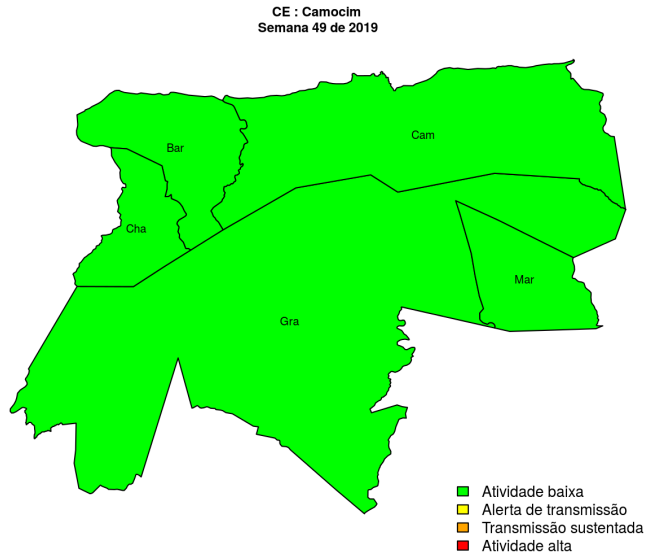 CE : Camocim
Semana 49 de 2019
Bar
Cam
Cha
Mar
Gra
Atividade baixa
Alerta de transmissão
Transmissão sustentada
Atividade alta